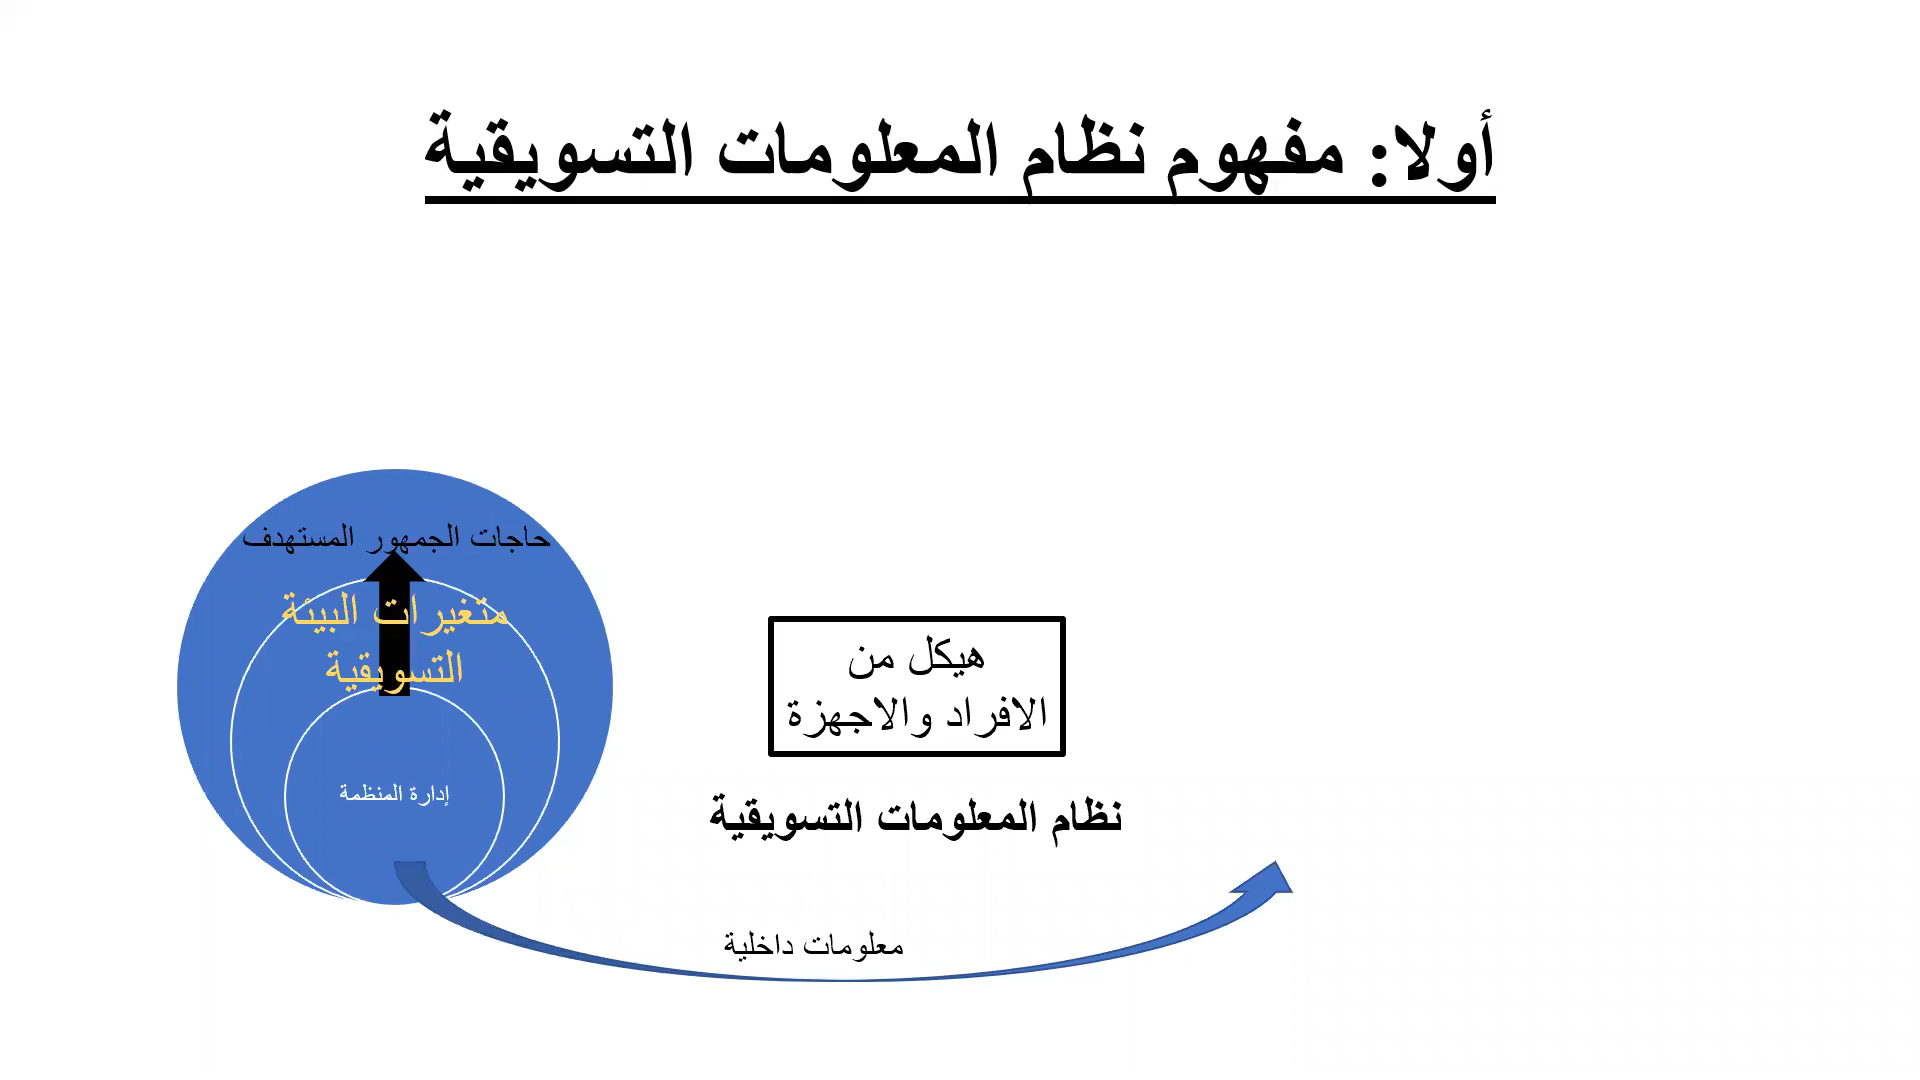 أولا: مفهوم نظام المعلومات التسويقية
حاجات الجمهور المستهدف
متغيرات البيئة
التسويقية
إدارة المنظمة
هيكل من
الافراد والاجهزة
نظام المعلومات التسويقية
معلومات داخلية